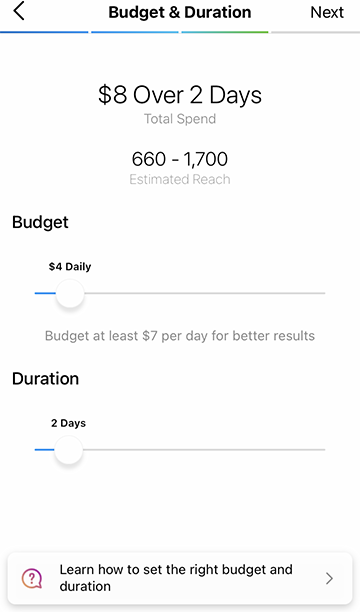 Budget & Duration
Next
$8 Over 2 Days
Total Spend
660 - 1,700
Estimated Reach
Budget
$4 Daily
Budget at least $7 per day for better results
Duration
2 Days
Learn how to set the right budget and
duration